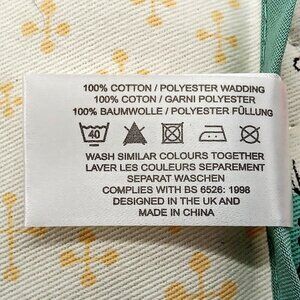 100% COTTON / POLYESTER WADDING
100% COTON / GARNI POLYESTER
100% BAUMWOLLE / POLYESTER FÜLLUNG
40
WASH SIMILAR COLOURS TOGETHER
LAVER LES COULEURS SEPAREMENT
SEPARAT WASCHEN
COMPLIES WITH BS 6526: 1998
DESIGNED IN THE UK AND
MADE IN CHINA